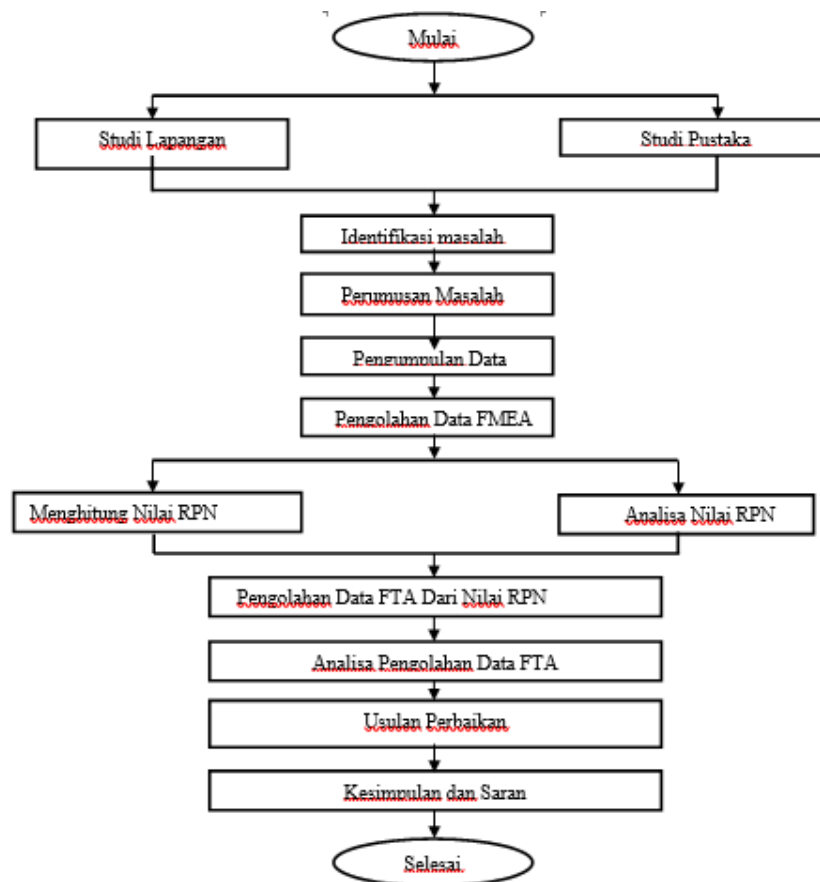 Mulai
Studi Lapangan
Studi Pustaka
Identifikasi masalah
Perumusan Masalah
Pengumpulan Data
Pengolahan Data FMEA
Menghitung Nilai RPN
Analisa Nilai RPN
Pengolahan Data FTA Dari Nilai RPN
Analisa Pengolahan Data FTA
Usulan Perbaikan
Kesimpulan dan Saran
Selesai